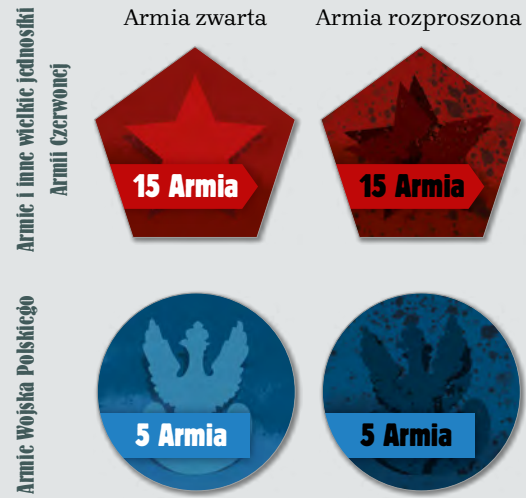 Armia zwarta
Armia rozproszona
Armie i inne wielkie jednostki
Armii Czerwonej
15 Armia
15 Armia
Armie Wojska Polskiego
5 Armia
5 Armia